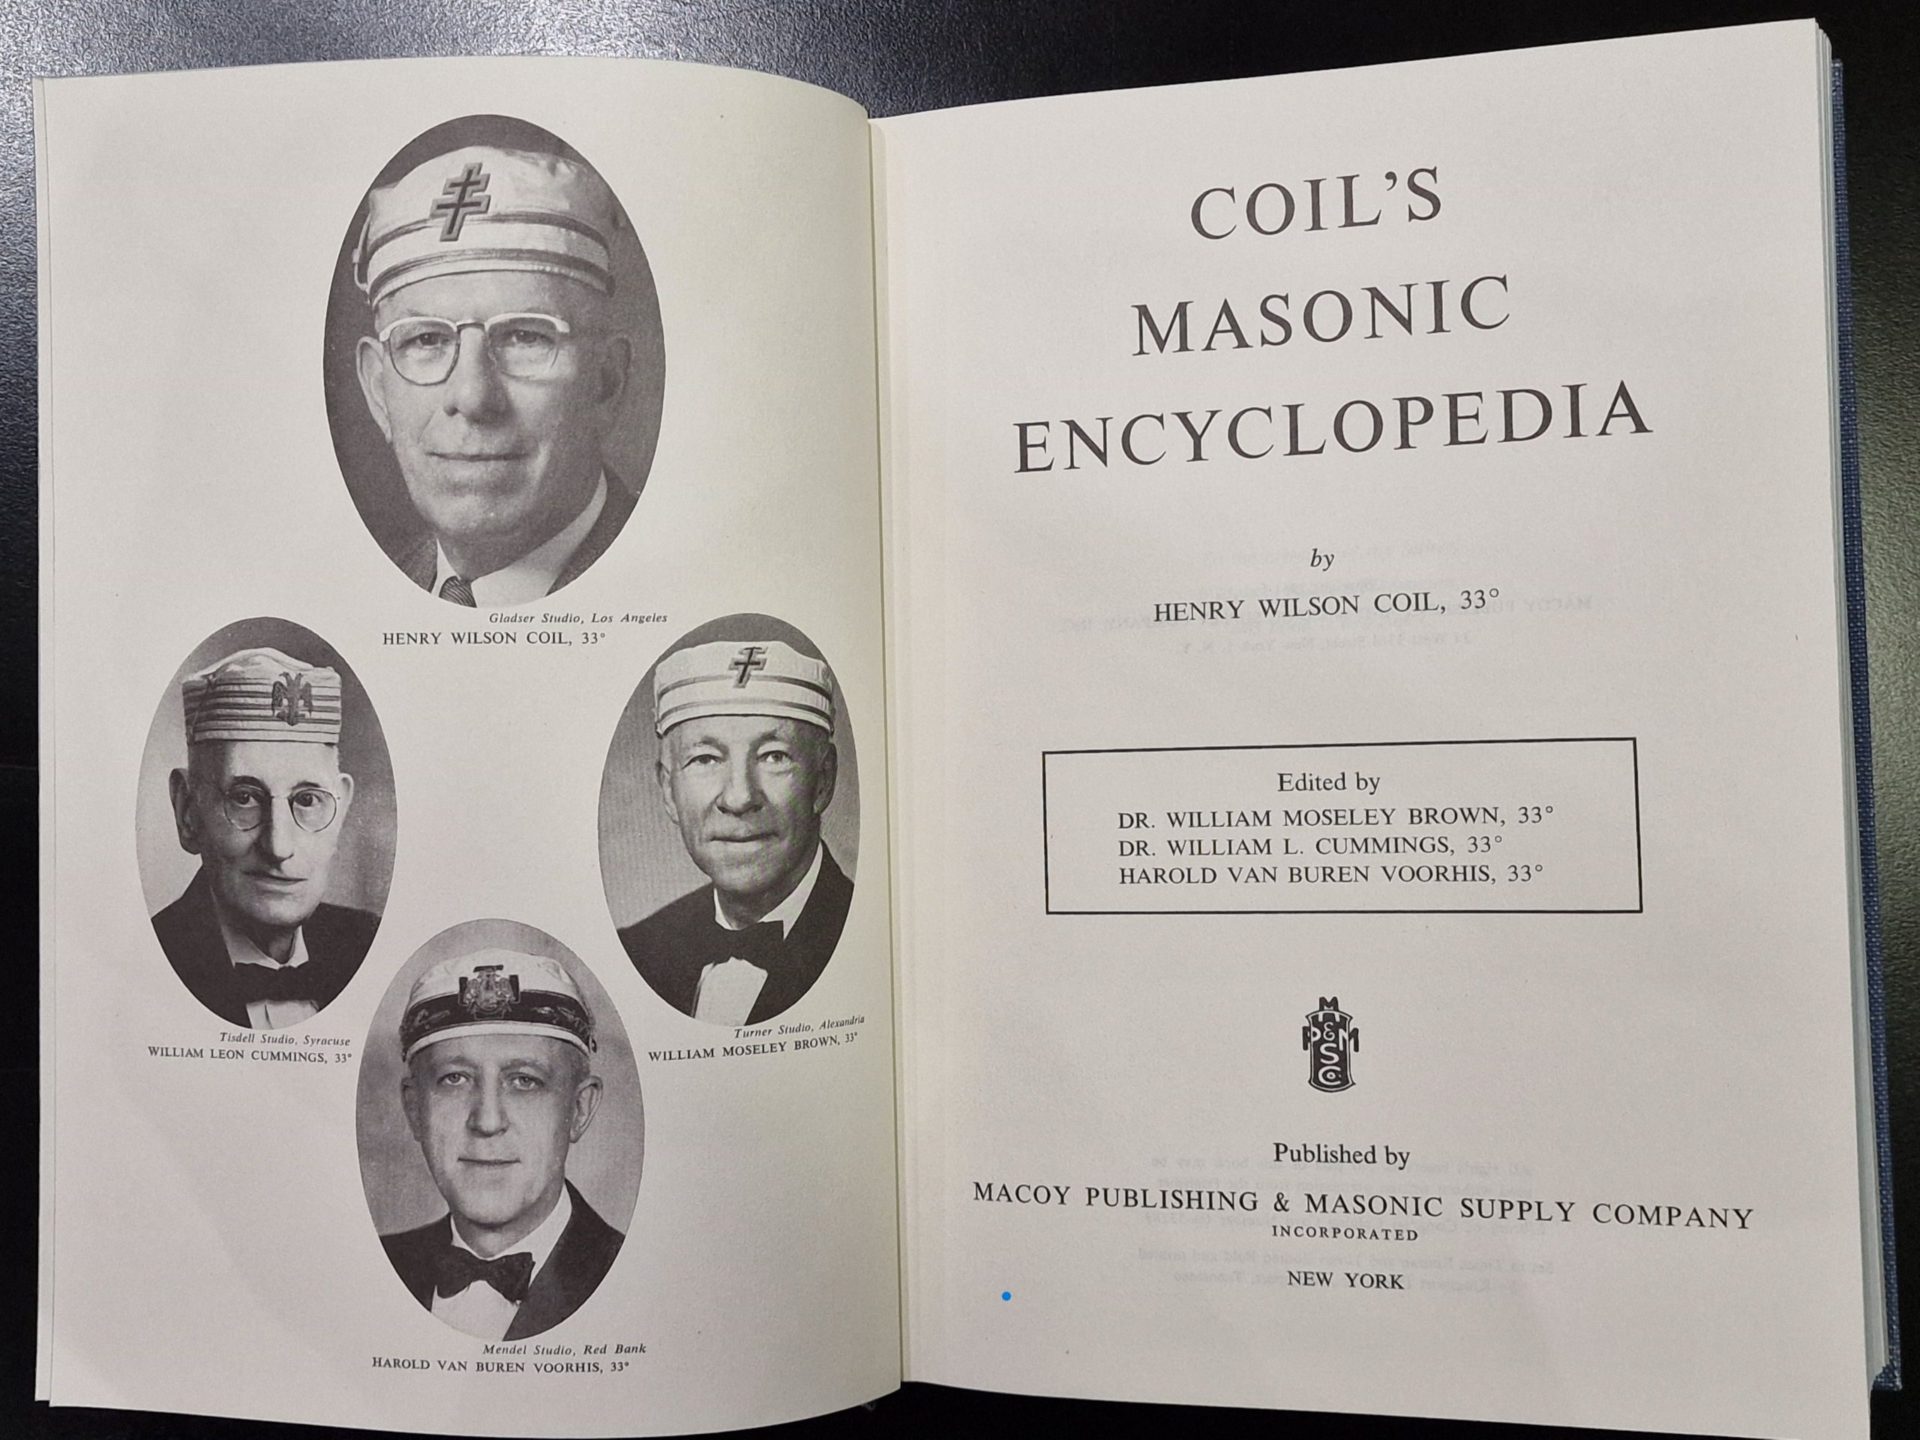 Gladser Studio, Los Angeles
HENRY WILSON COIL, 33°
Tisdell Studio, Syracuse
WILLIAM LEON CUMMINGS, 33°
Turner Studio, Alexandria
WILLIAM MOSELEY BROWN, 33°
Mendel Studio, Red Bank
HAROLD VAN BUREN VOORHIS, 33°
COIL'S
MASONIC
ENCYCLOPEDIA
by
HENRY WILSON COIL, 33°
Edited by
DR. WILLIAM MOSELEY BROWN, 33°
DR. WILLIAM L. CUMMINGS, 33°
HAROLD VAN BUREN VOORHIS, 33°
M
P & M
S
Co
Published by
MACOY PUBLISHING & MASONIC SUPPLY COMPANY
INCORPORATED
NEW YORK